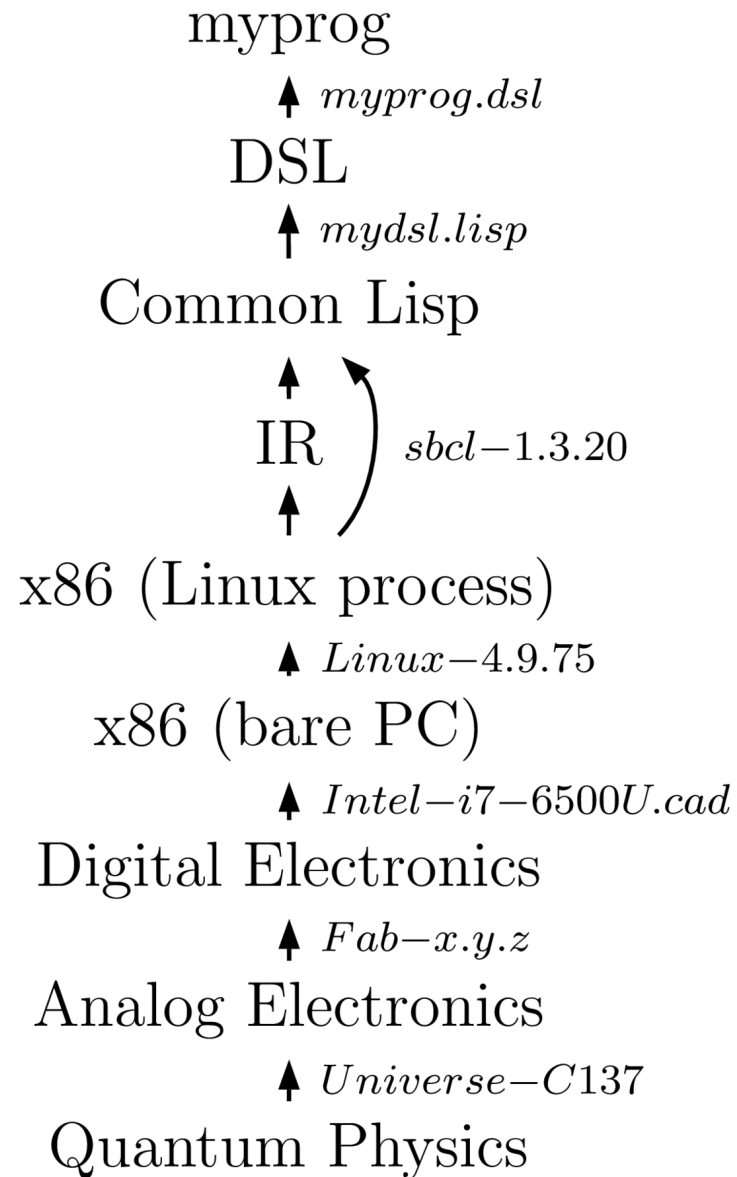 myprog
myprog.dsl
DSL
mydsl.lisp
Common Lisp
IR
sbcl−1.3.20
x86 (Linux process)
Linux−4.9.75
x86 (bare PC)
Intel−i7−6500U.cad
Digital Electronics
Fab−x.y.z
Analog Electronics
Universe−C137
Quantum Physics